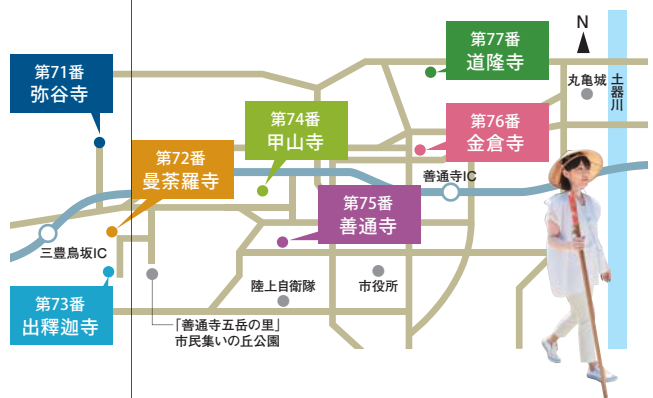 第77番
道隆寺
N
丸亀城
土器川
第71番
弥谷寺
第74番
甲山寺
第76番
金倉寺
第72番
曼荼羅寺
善通寺IC
第75番
善通寺
三豊鳥坂IC
第73番
出釋迦寺
陸上自衛隊
市役所
「善通寺五岳の里」
市民集いの丘公園